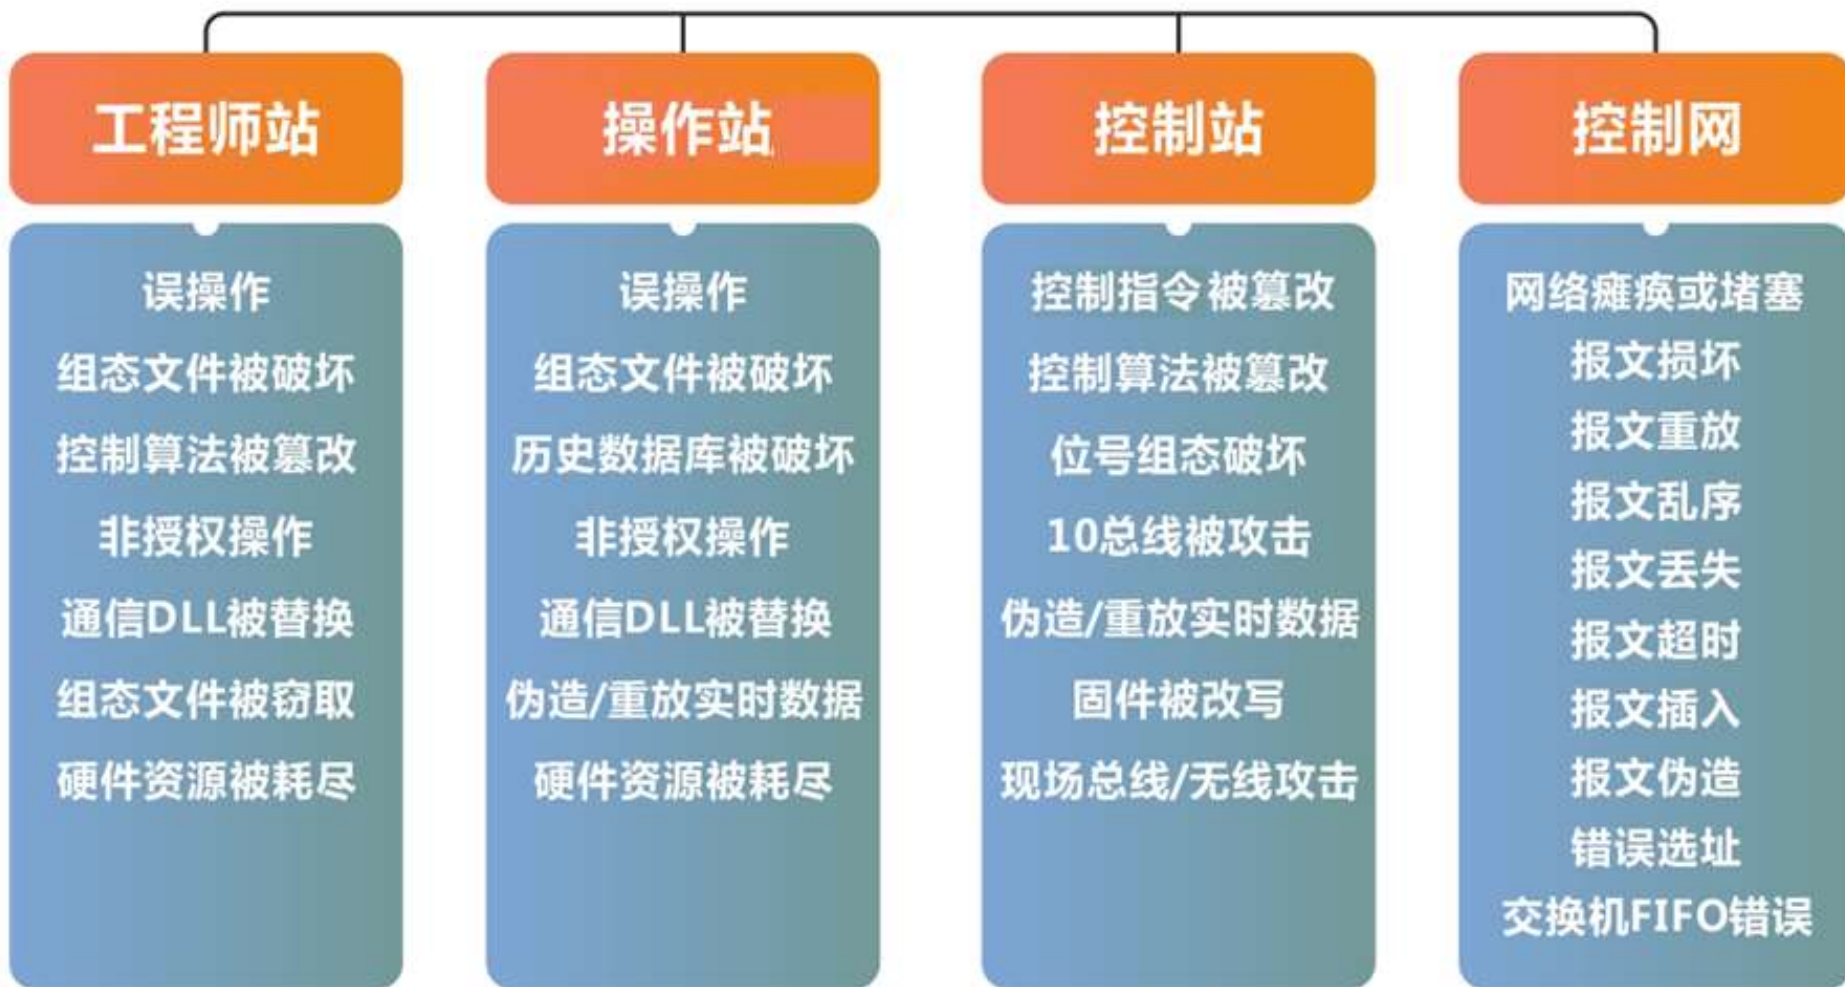 工程师站
误操作
组态文件被破坏
控制算法被篡改
非授权操作
通信DLL被替换
组态文件被窃取
硬件资源被耗尽
操作站
误操作
组态文件被破坏
历史数据库被破坏
非授权操作
通信DLL被替换
伪造/重放实时数据
硬件资源被耗尽
控制站
控制指令被篡改
控制算法被篡改
位号组态破坏
10总线被攻击
伪造/重放实时数据
固件被改写
现场总线/无线攻击
控制网
网络瘫痪或堵塞
报文损坏
报文重放
报文乱序
报文丢失
报文超时
报文插入
报文伪造
错误选址
交换机FIFO错误